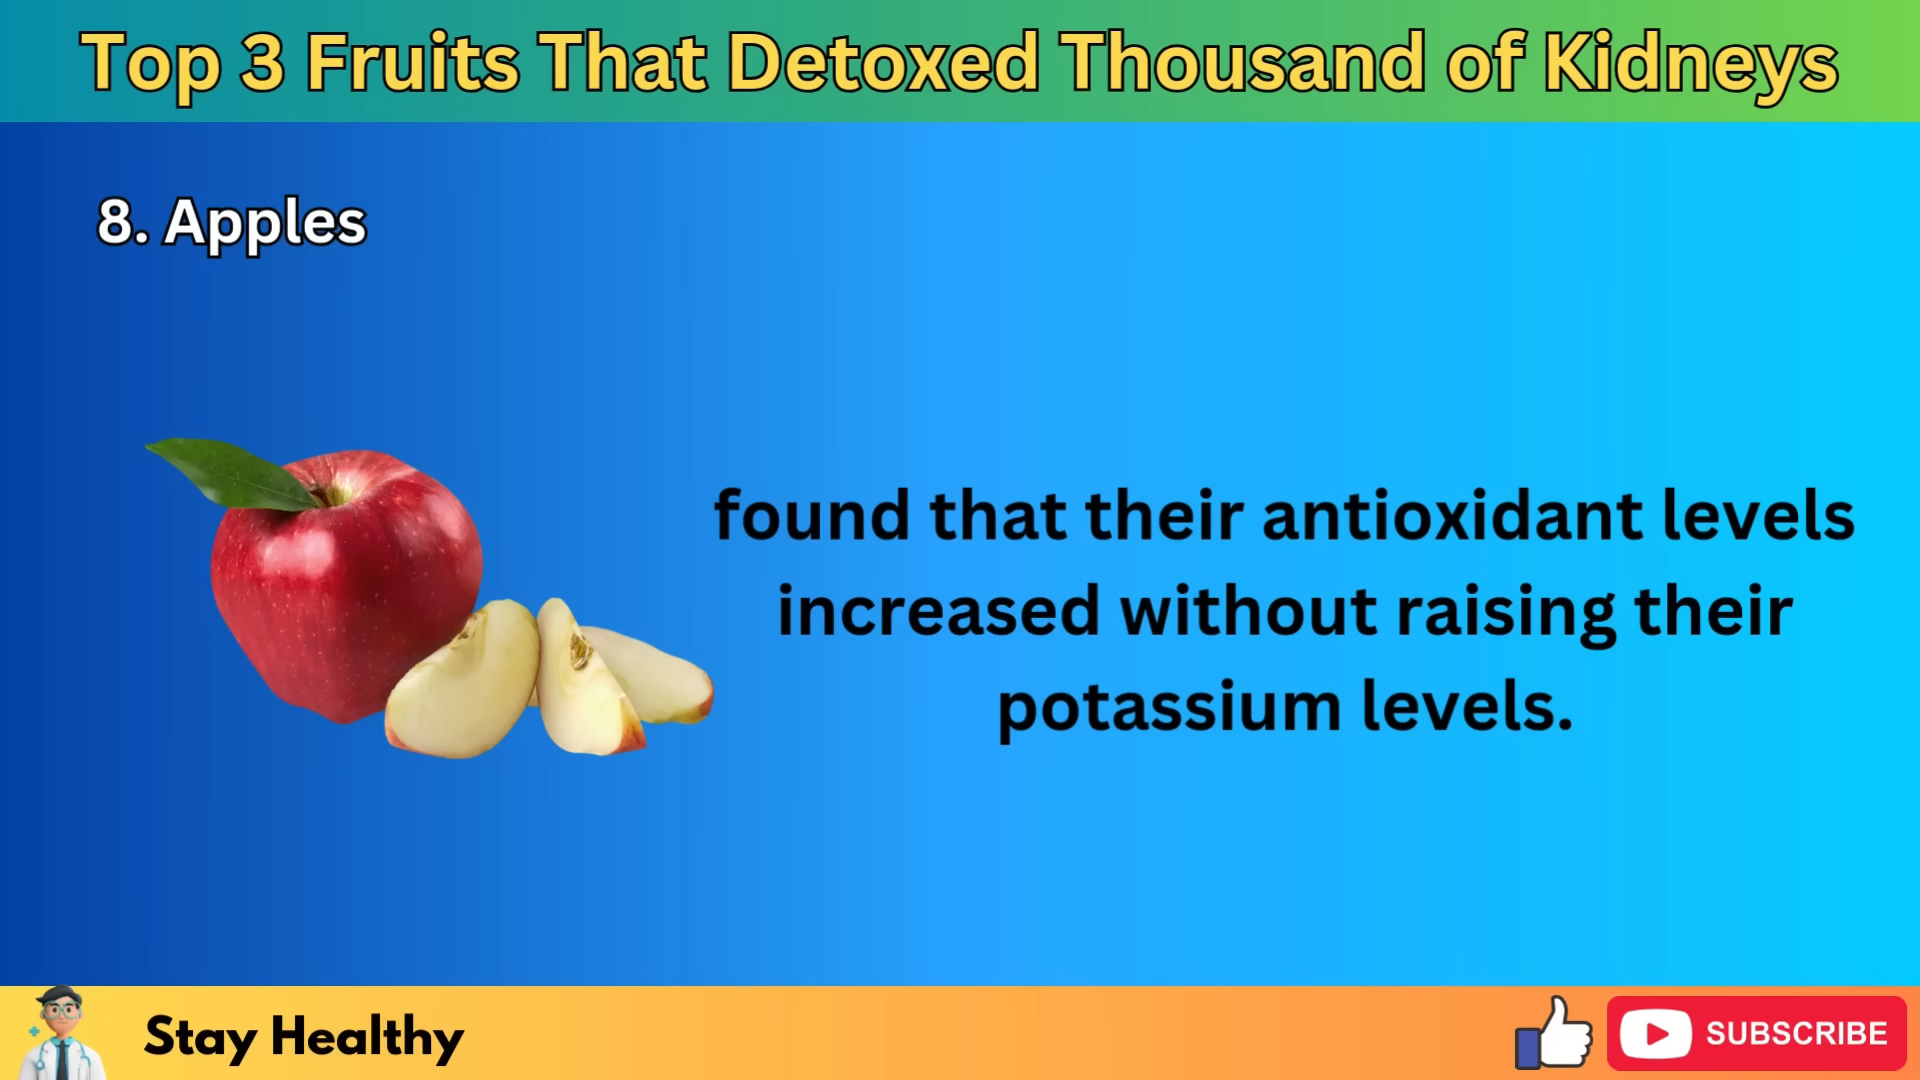 Top 3 Fruits That Detoxed Thousand of Kidneys
8. Apples
found that their antioxidant levels
increased without raising their
potassium levels.
Stay Healthy
SUBSCRIBE